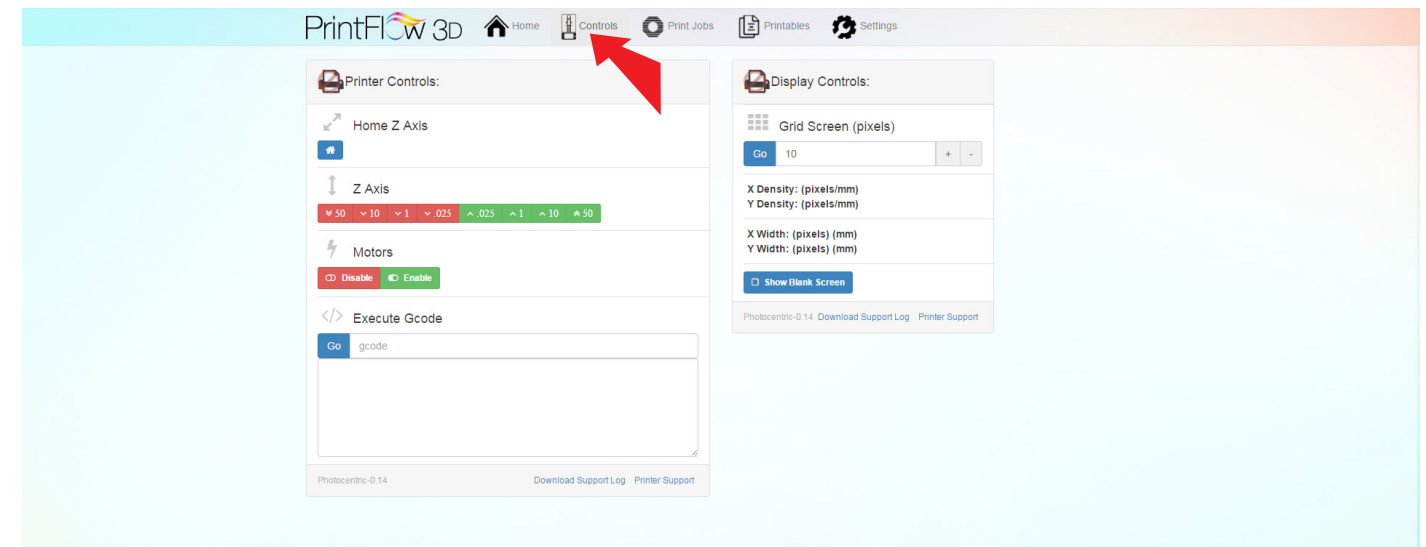 PrintFlow 3D Home Controls Print Jobs Printables Settings
Printer Controls:
Home Z Axis
Z Axis
50 10 1 .025 .025 1 10 50
Motors
Disable Enable
Execute Gcode
Go gcode
Photocentric-0.14 Download Support Log Printer Support
Display Controls:
Grid Screen (pixels)
Go 10 + -
X Density: (pixels/mm)
Y Density: (pixels/mm)
X Width: (pixels) (mm)
Y Width: (pixels) (mm)
Show Blank Screen
Photocentric-0.14 Download Support Log Printer Support